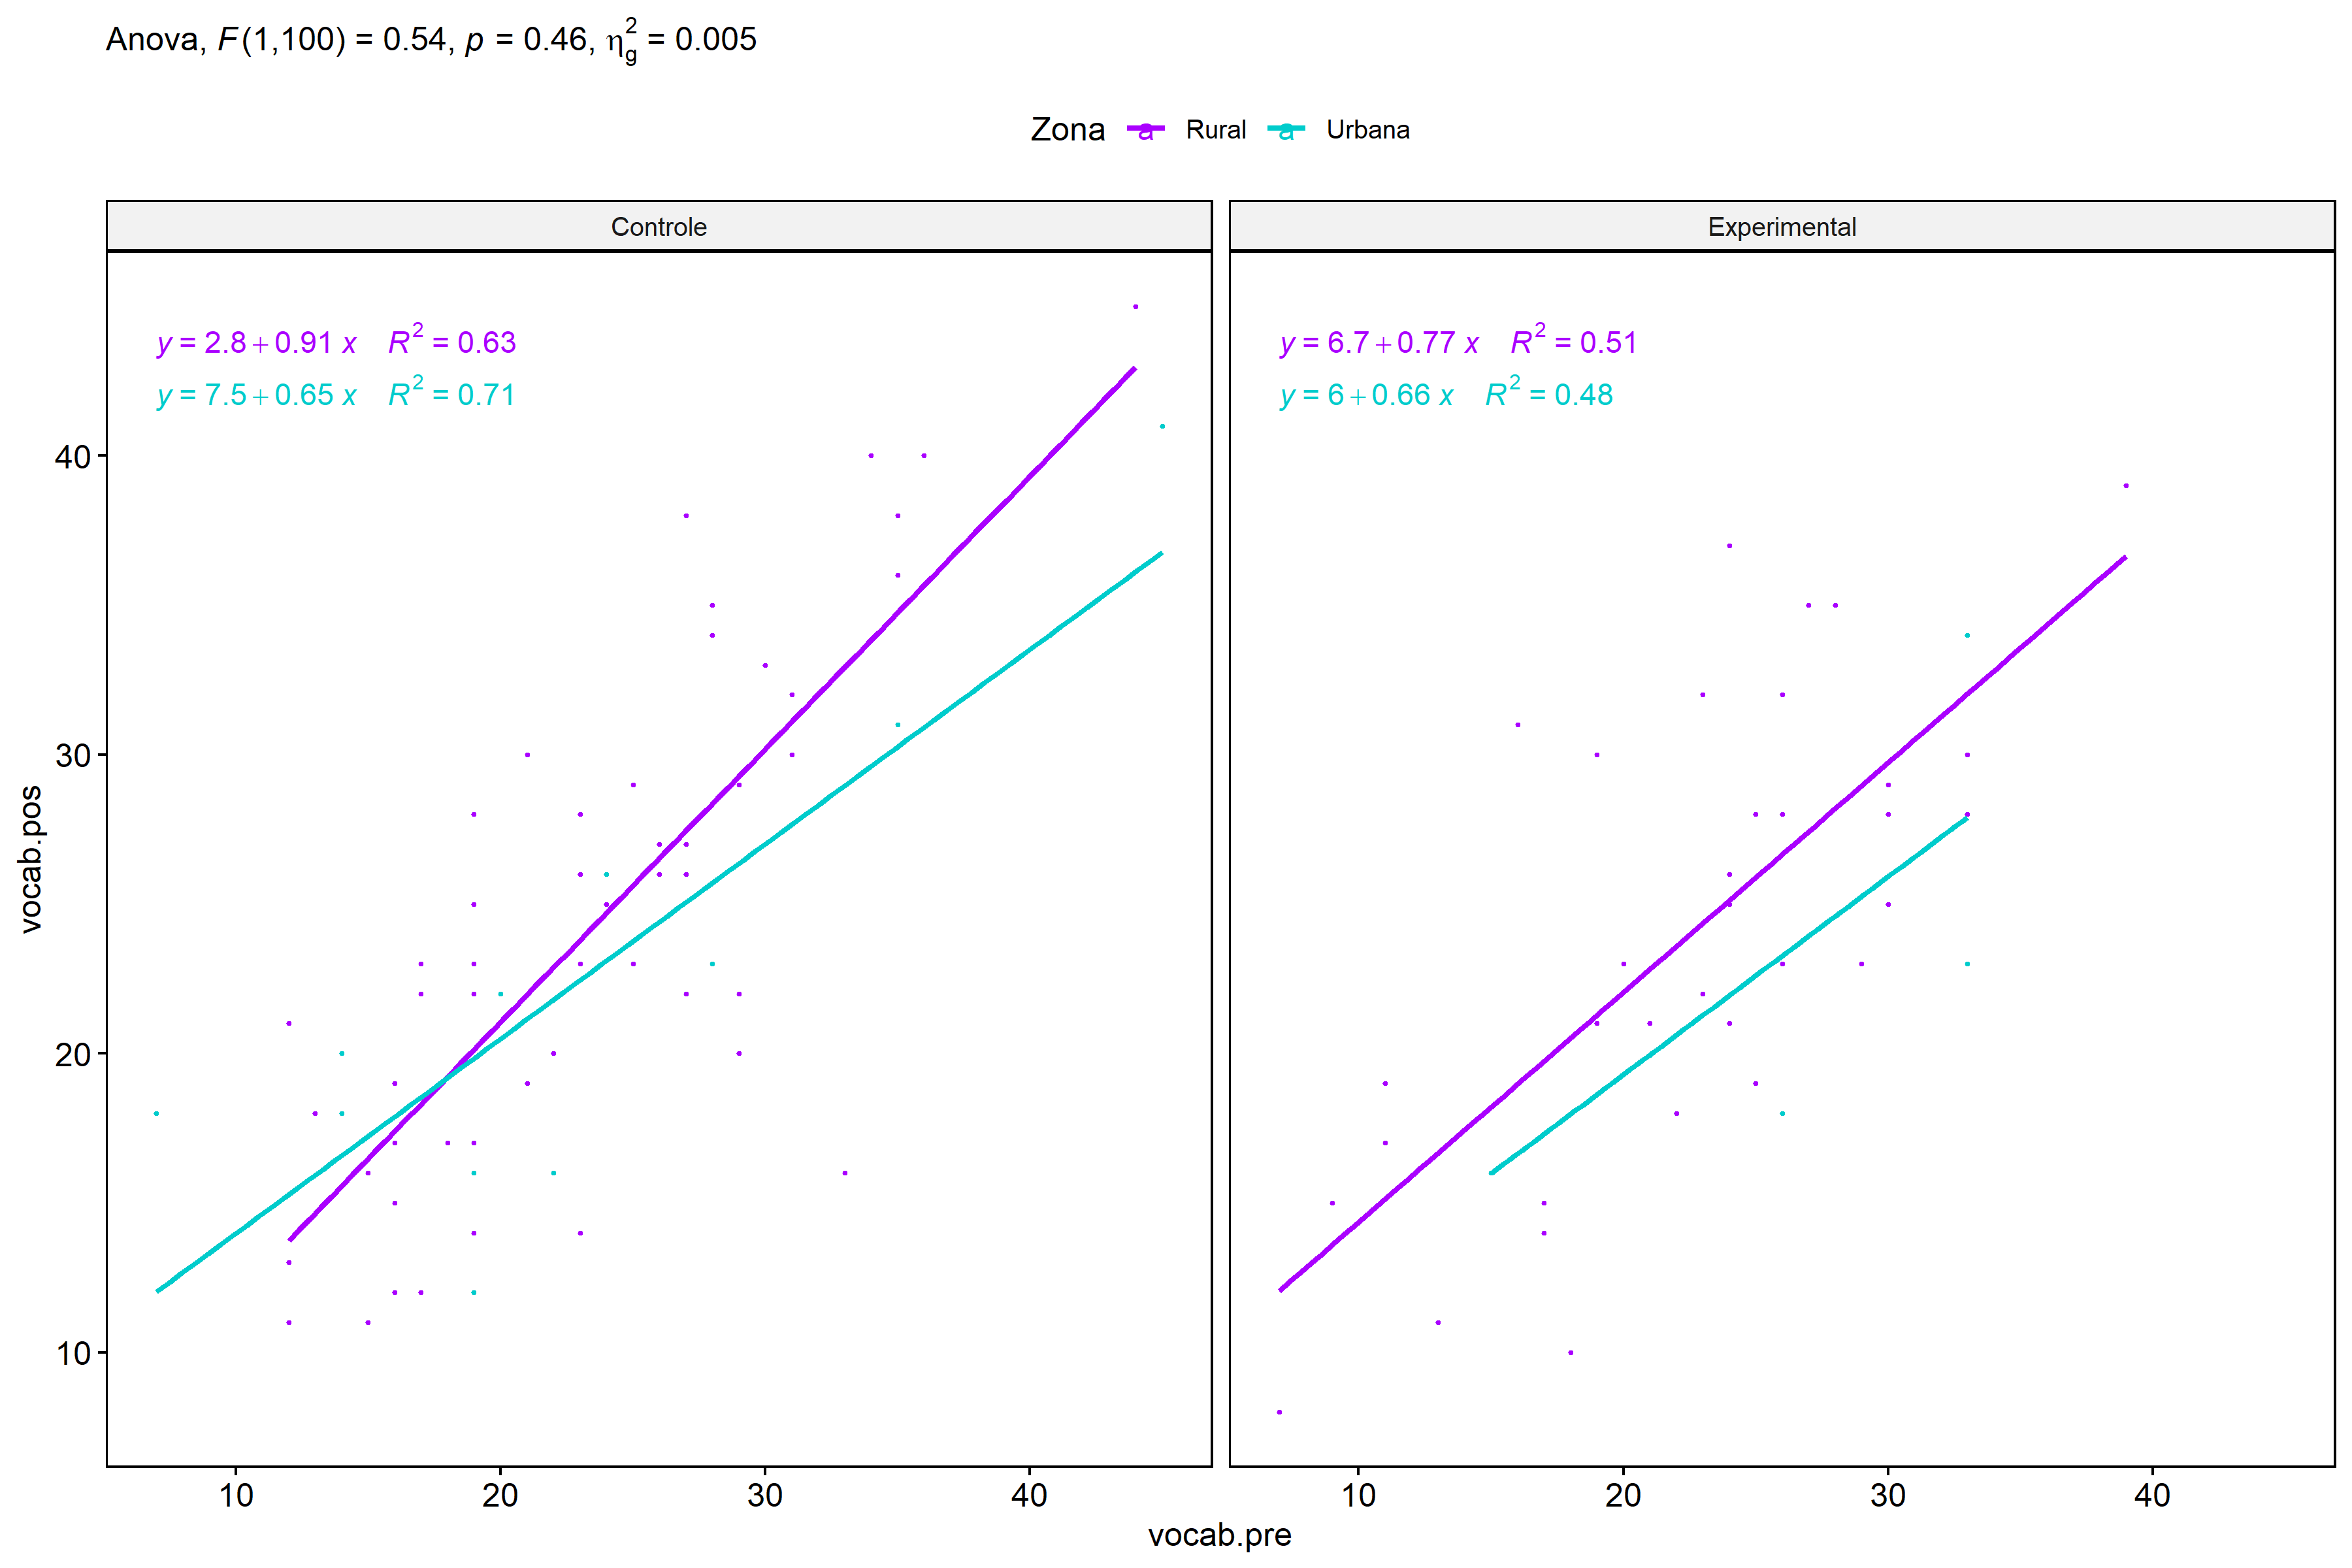 Anova, F(1,100) = 0.54, p = 0.46, η²g = 0.005
Zona a Rural a Urbana
Controle
Experimental
y = 2.8 + 0.91 x R² = 0.63
y = 7.5 + 0.65 x R² = 0.71
y = 6.7 + 0.77 x R² = 0.51
y = 6 + 0.66 x R² = 0.48
40
30
20
10
vocab.pos
10 20 30 40
10 20 30 40
vocab.pre